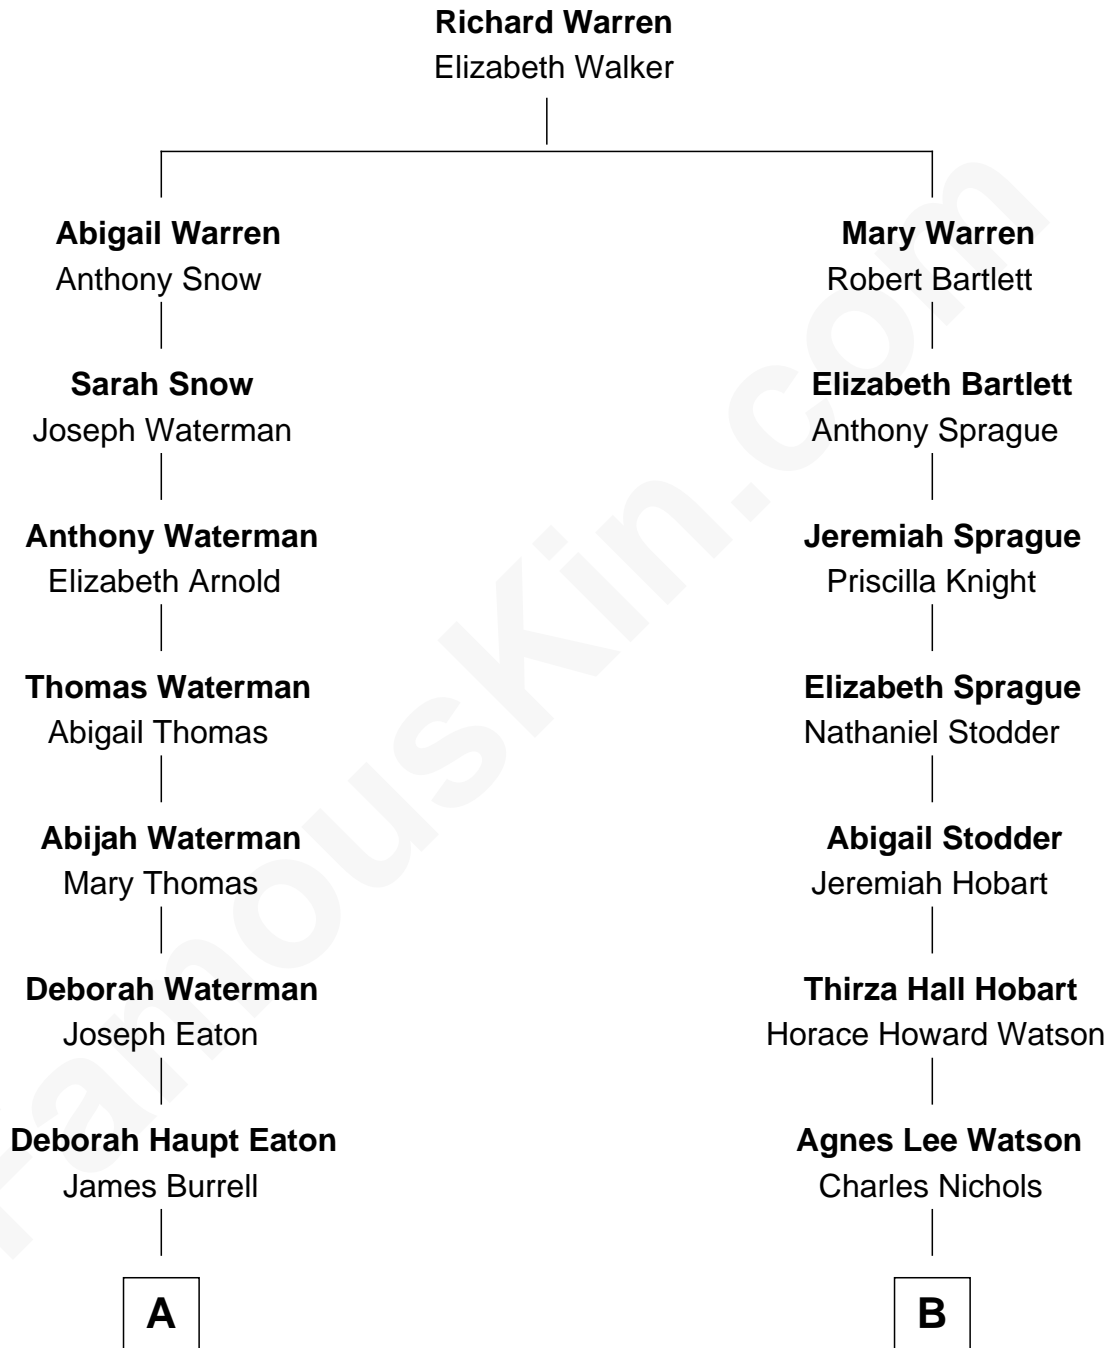 Richard Warren
Elizabeth Walker
Abigail Warren
Anthony Snow
Sarah Snow
Joseph Waterman
Anthony Waterman
Elizabeth Arnold
Thomas Waterman
Abigail Thomas
Abijah Waterman
Mary Thomas
Deborah Waterman
Joseph Eaton
Deborah Haupt Eaton
James Burrell
A
Mary Warren
Robert Bartlett
Elizabeth Bartlett
Anthony Sprague
Jeremiah Sprague
Priscilla Knight
Elizabeth Sprague
Nathaniel Stodder
Abigail Stodder
Jeremiah Hobart
Thirza Hall Hobart
Horace Howard Watson
Agnes Lee Watson
Charles Nichols
B
FamousKin.com